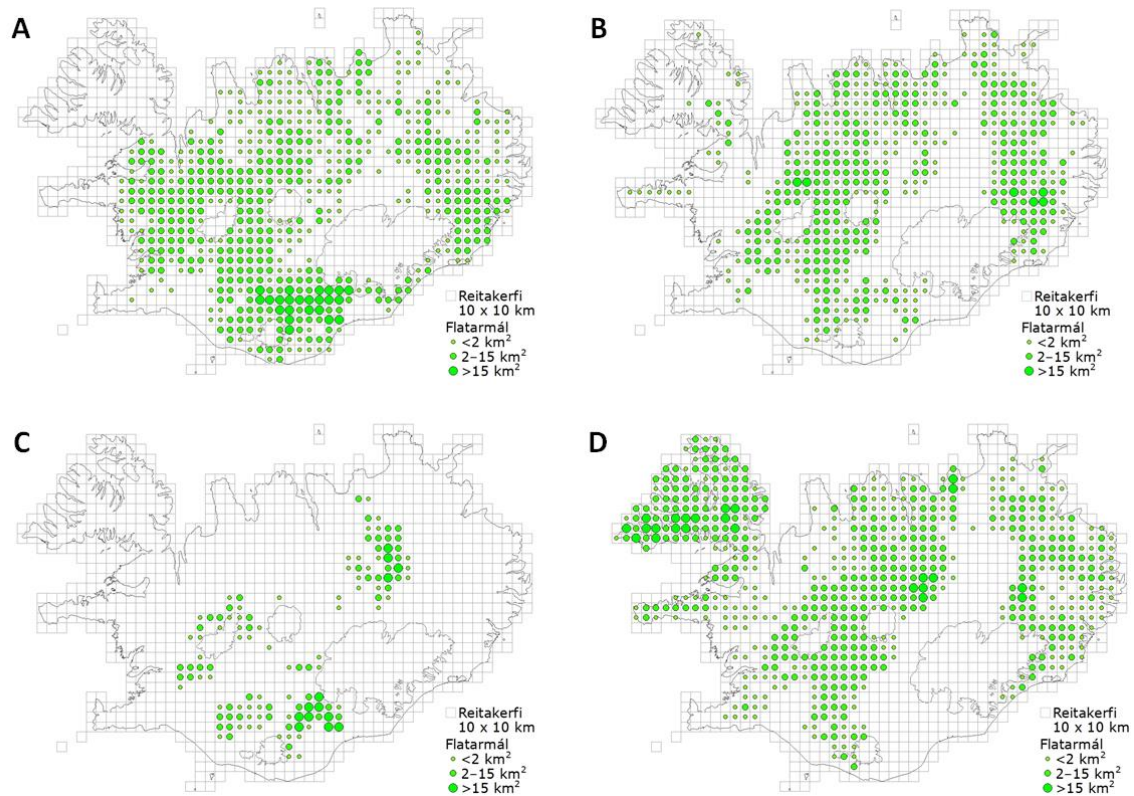 A
Reitakerfi
10 x 10 km
Flatarmál
<2 km²
2–15 km²
>15 km²
B
Reitakerfi
10 x 10 km
Flatarmál
<2 km²
2–15 km²
>15 km²
C
Reitakerfi
10 x 10 km
Flatarmál
<2 km²
2–15 km²
>15 km²
D
Reitakerfi
10 x 10 km
Flatarmál
<2 km²
2–15 km²
>15 km²